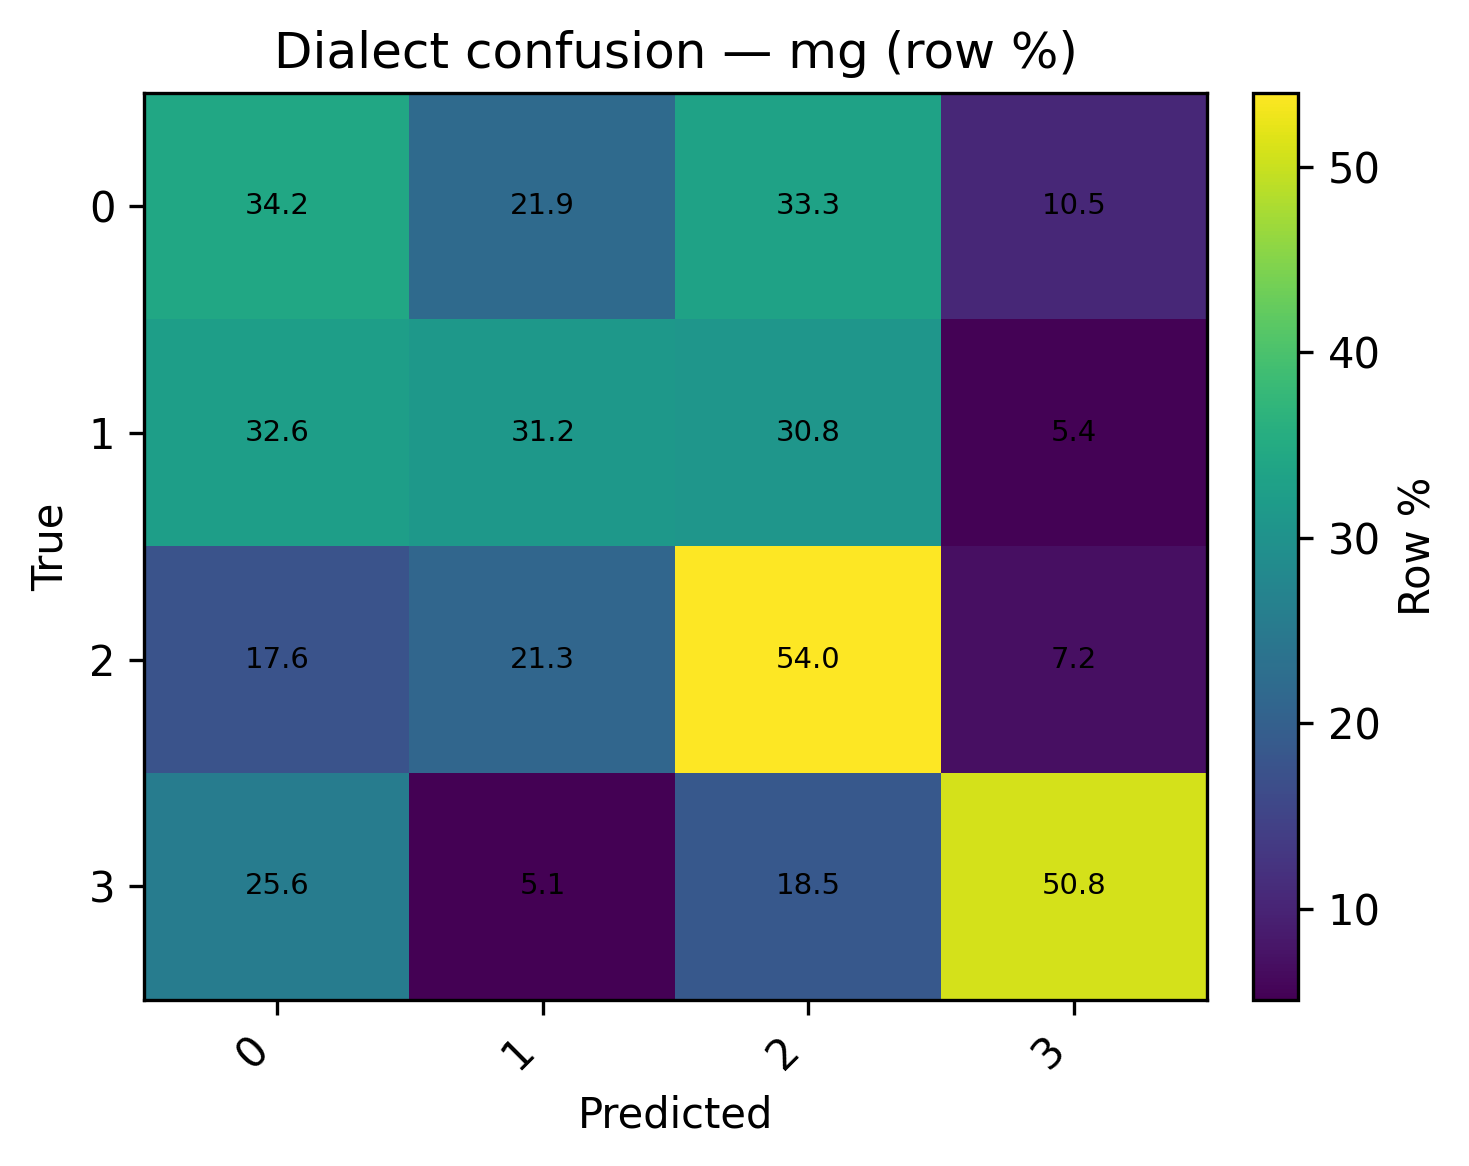 Dialect confusion — mg (row %)
0 34.2 21.9 33.3 10.5
1 32.6 31.2 30.8 5.4
2 17.6 21.3 54.0 7.2
3 25.6 5.1 18.5 50.8
0 1 2 3
Predicted
True
50
40
30
20
10
Row %